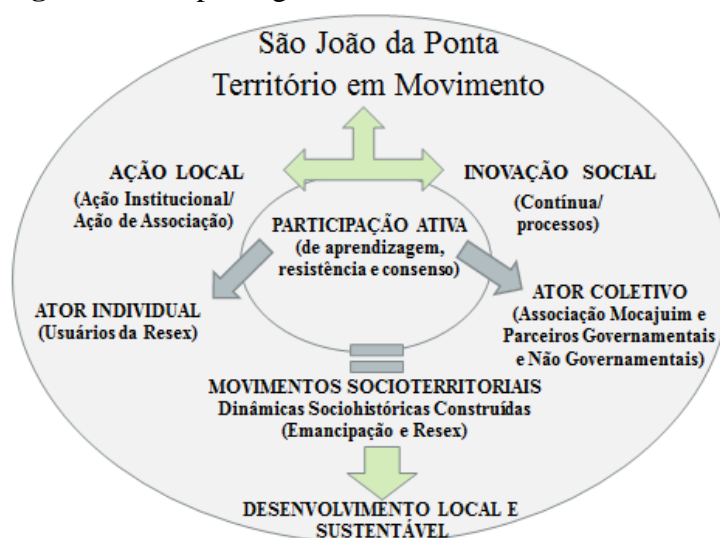 São João da Ponta
Território em Movimento
AÇÃO LOCAL
(Ação Institucional/
Ação de Associação)
INOVAÇÃO SOCIAL
(Contínua/
processos)
PARTICIPAÇÃO ATIVA
(de aprendizagem,
resistência e consenso)
ATOR INDIVIDUAL
(Usuários da Resex)
ATOR COLETIVO
(Associação Mocajuim e
Parceiros Governamentais
e Não Governamentais)
MOVIMENTOS SOCIOTERRITORIAIS
Dinâmicas Sociohistóricas Construídas
(Emancipação e Resex)
DESENVOLVIMENTO LOCAL E
SUSTENTÁVEL